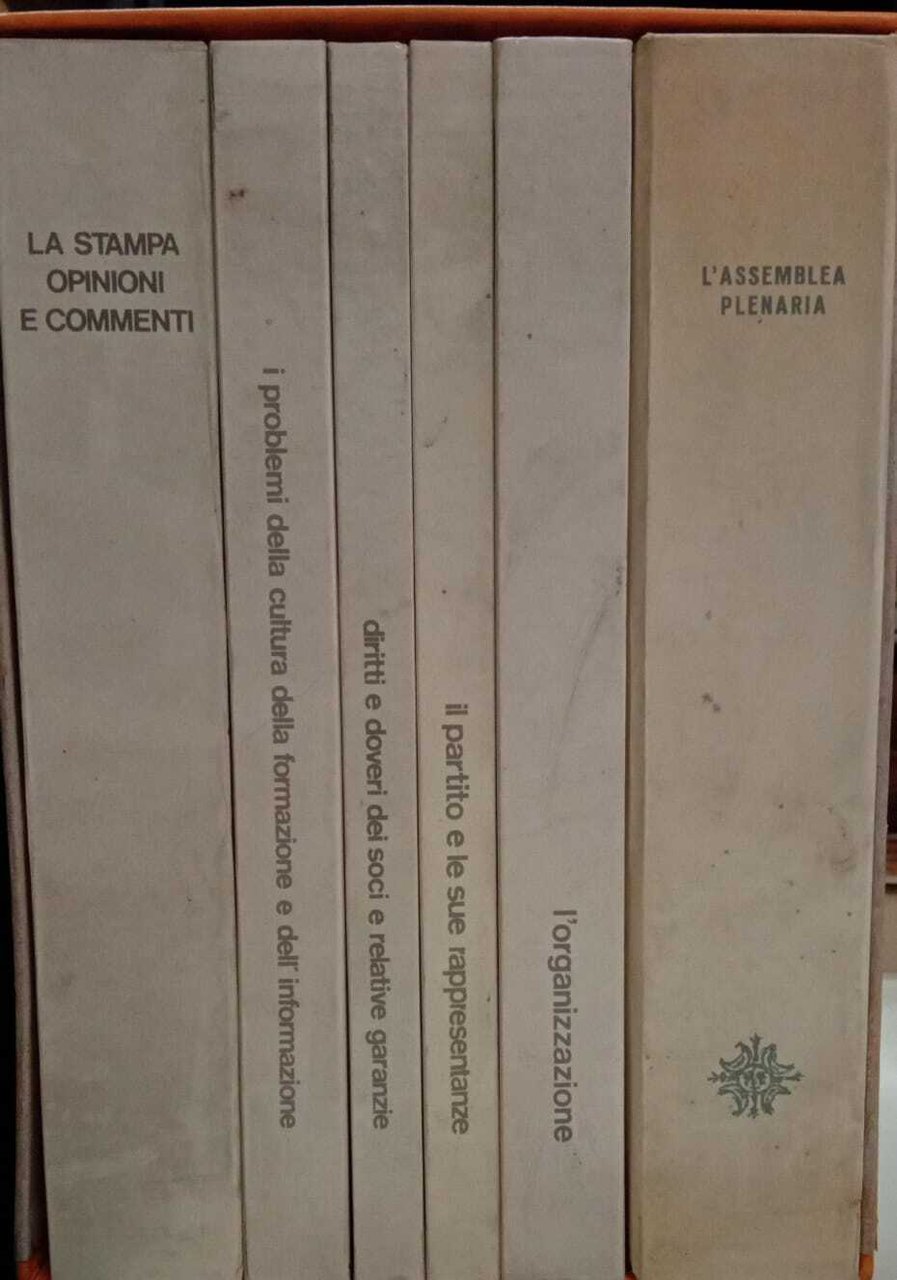 LA STAMPA
OPINIONI
E COMMENTI
i problemi della cultura della formazione e dell' informazione
diritti e doveri dei soci e relative garanzie
il partito e le sue rappresentanze
l'organizzazione
L'ASSEMBLEA
PLENARIA